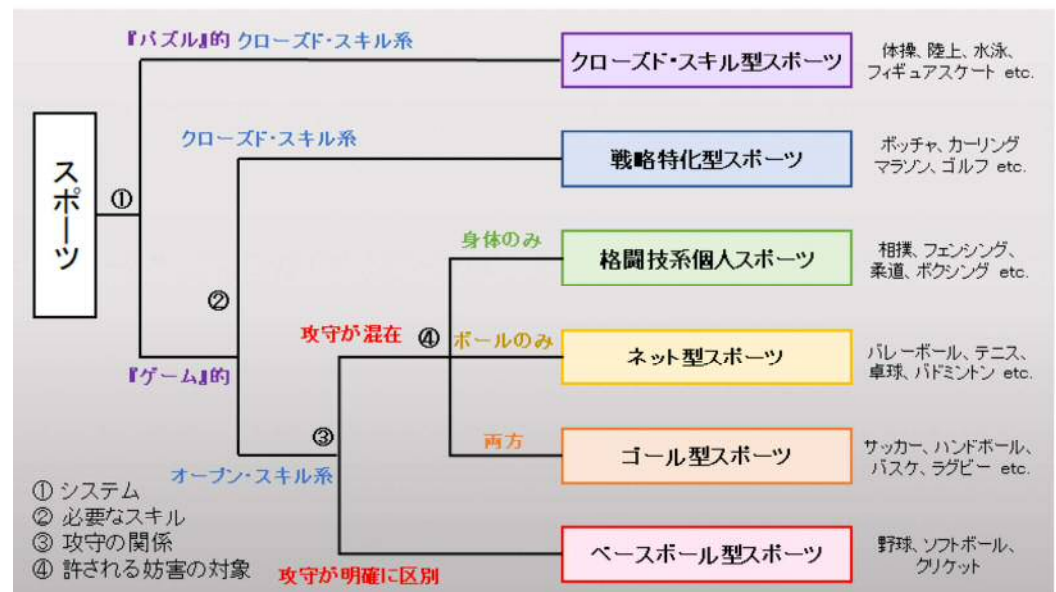 『パズル』的 クローズド・スキル系
クローズド・スキル型スポーツ
体操、陸上、水泳、
フィギュアスケート etc.
スポーツ
①
クローズド・スキル系
戦略特化型スポーツ
ボッチャ、カーリング
マラソン、ゴルフ etc.
②
身体のみ
格闘技系個人スポーツ
相撲、フェンシング、
柔道、ボクシング etc.
攻守が混在
④
ボールのみ
ネット型スポーツ
バレーボール、テニス、
卓球、バドミントン etc.
『ゲーム』的
③
両方
ゴール型スポーツ
サッカー、ハンドボール、
バスケ、ラグビー etc.
オープン・スキル系
① システム
② 必要なスキル
③ 攻守の関係
④ 許される妨害の対象
攻守が明確に区別
ベースボール型スポーツ
野球、ソフトボール、
クリケット